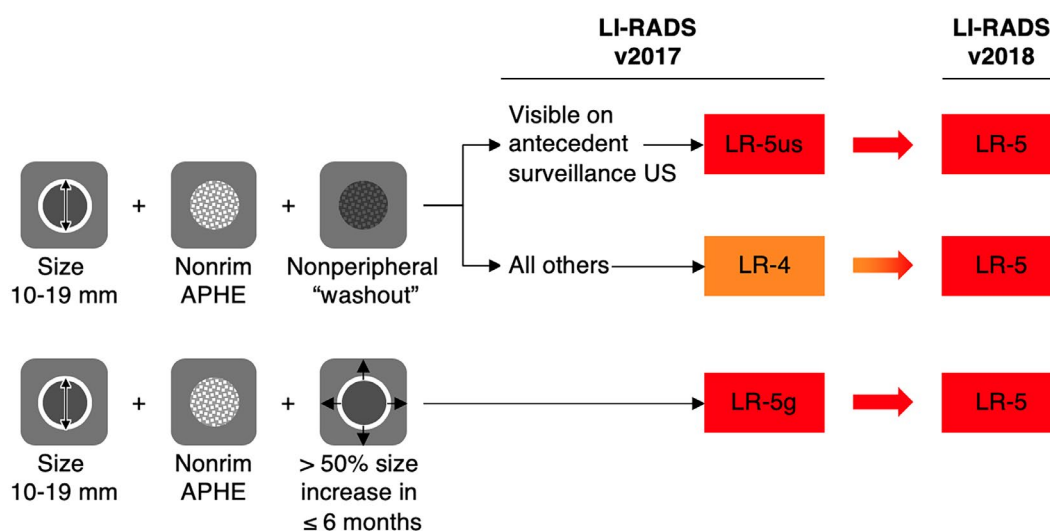 LI-RADS
v2017
LI-RADS
v2018
Visible on
antecedent
surveillance US
LR-5us
LR-5
+
+
Size
10-19 mm
Nonrim
APHE
Nonperipheral
“washout”
All others
LR-4
LR-5
+
+
Size
10-19 mm
Nonrim
APHE
> 50% size
increase in
≤ 6 months
LR-5g
LR-5